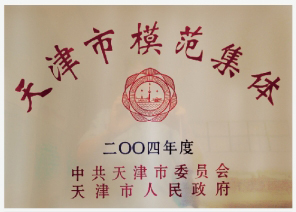 天津市模范集体
二〇〇四年度
中共天津市委员会
天津市人民政府